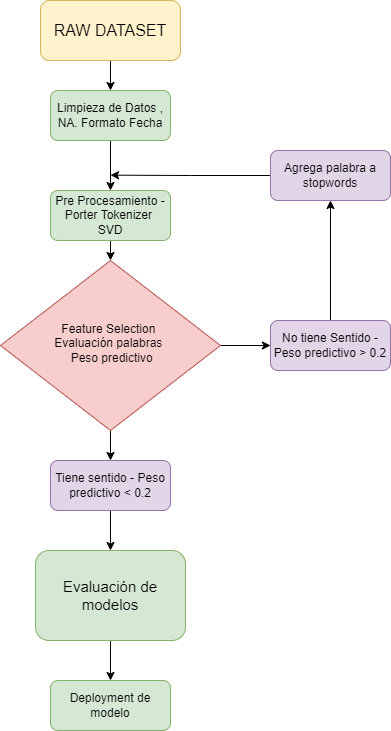 RAW DATASET
Limpieza de Datos ,
NA. Formato Fecha
Agrega palabra a
stopwords
Pre Procesamiento -
Porter Tokenizer
SVD
Feature Selection
Evaluación palabras
Peso predictivo
No tiene Sentido -
Peso predictivo > 0.2
Tiene sentido - Peso
predictivo < 0.2
Evaluación de
modelos
Deployment de
modelo